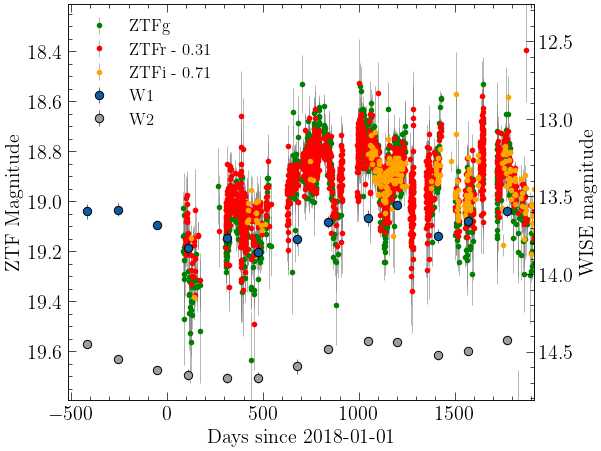 ZTFg
ZTFr - 0.31
ZTFi - 0.71
W1
W2
18.4
18.6
18.8
19.0
19.2
19.4
19.6
ZTF Magnitude
12.5
13.0
13.5
14.0
14.5
WISE magnitude
−500 0 500 1000 1500
Days since 2018-01-01